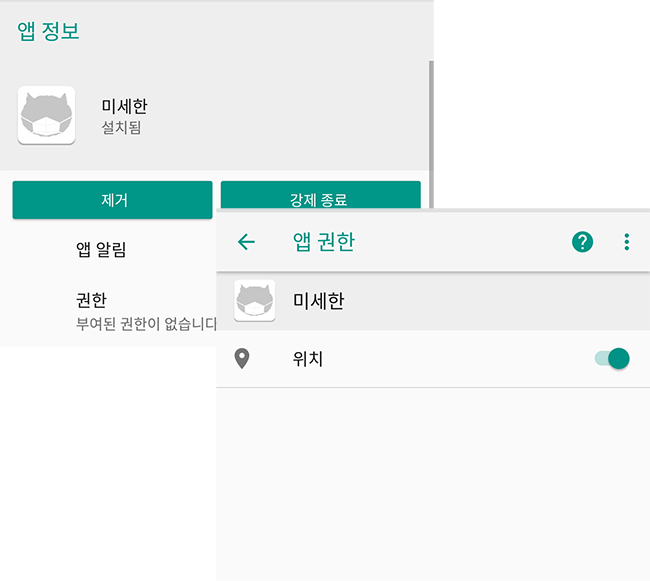 앱 정보
미세한
설치됨
제거
강제 종료
앱 알림
권한
부여된 권한이 없습니다
앱 권한
?
미세한
위치